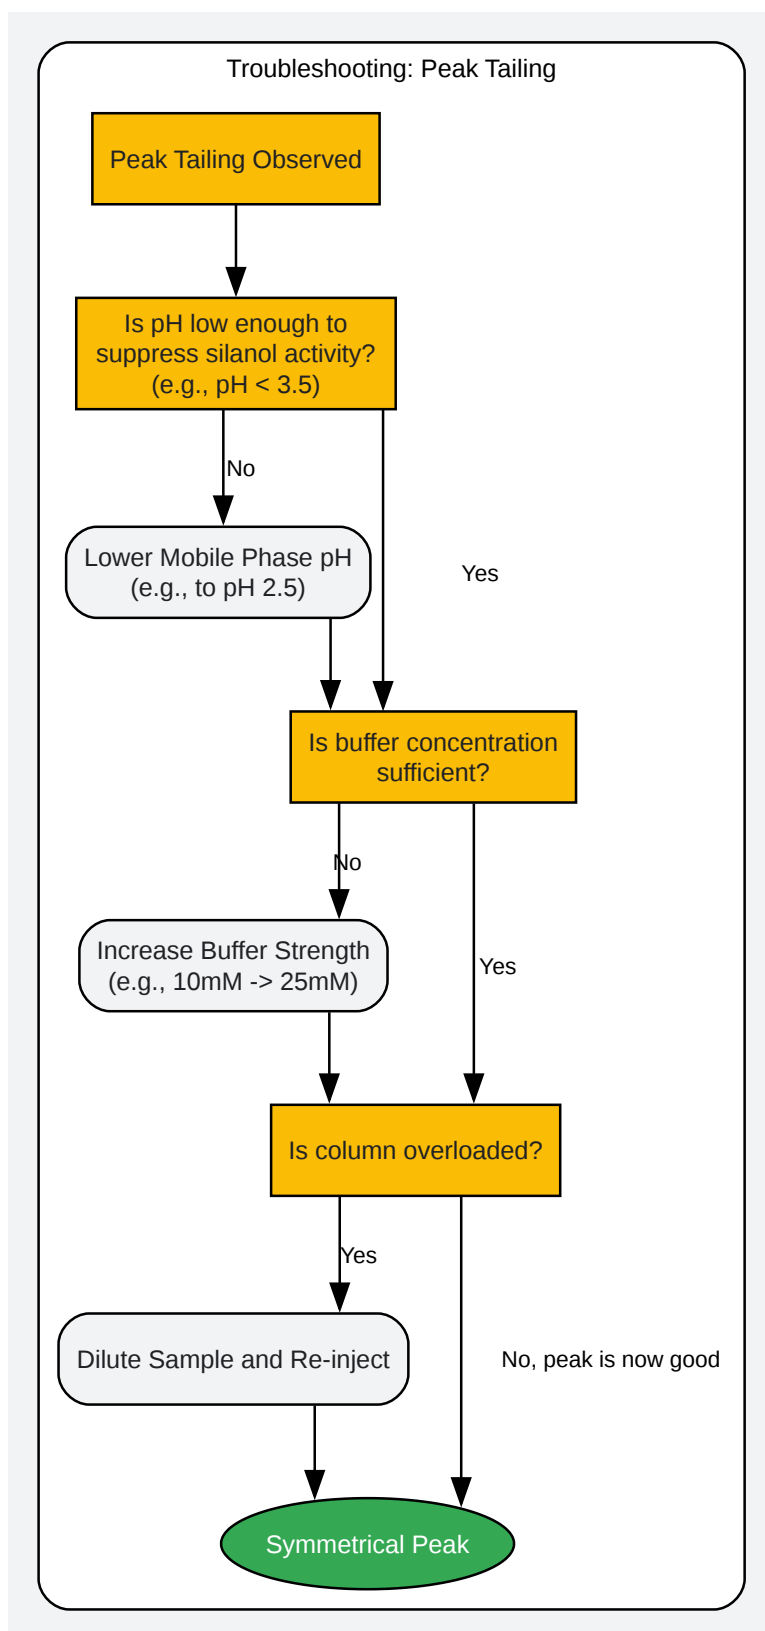 Troubleshooting: Peak Tailing
Peak Tailing Observed
Is pH low enough to
suppress silanol activity?
(e.g., pH < 3.5)
No
Lower Mobile Phase pH
(e.g., to pH 2.5)
Yes
Is buffer concentration
sufficient?
No
Increase Buffer Strength
(e.g., 10mM -> 25mM)
Yes
Is column overloaded?
Yes
Dilute Sample and Re-inject
No, peak is now good
Symmetrical Peak